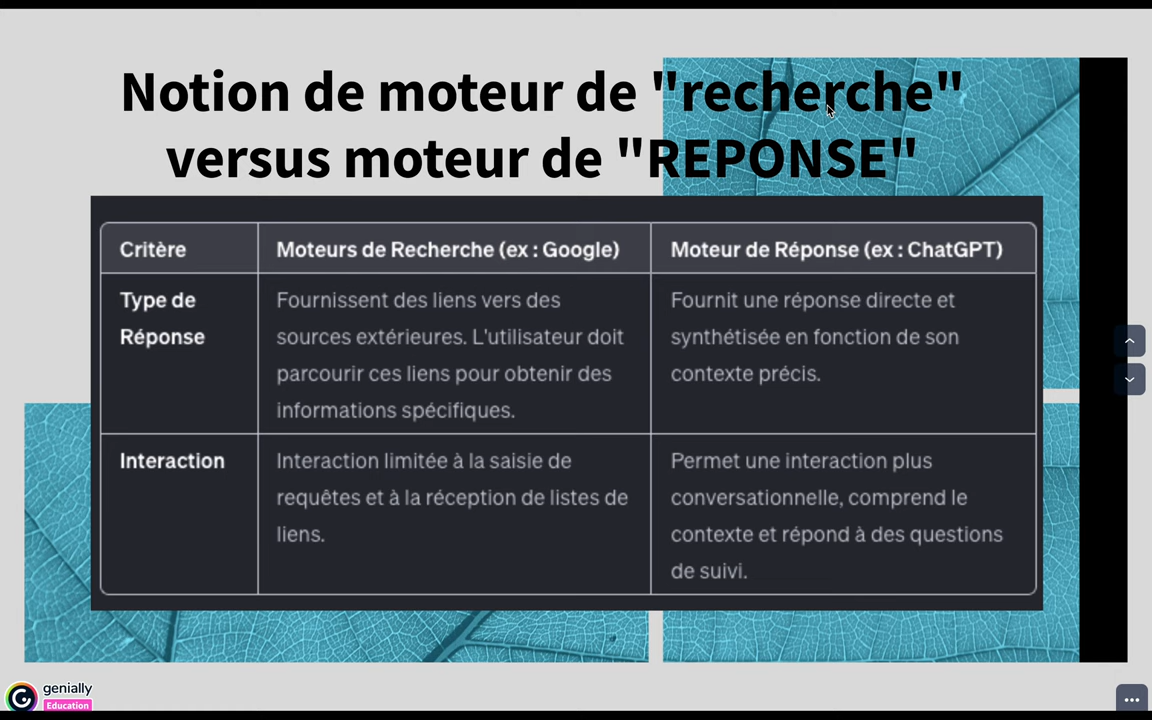 Notion de moteur de "recherche"
versus moteur de "REPONSE"
Critère
Moteurs de Recherche (ex : Google)
Moteur de Réponse (ex : ChatGPT)
Type de
Réponse
Fournissent des liens vers des
sources extérieures. L'utilisateur doit
parcourir ces liens pour obtenir des
informations spécifiques.
Fournit une réponse directe et
synthétisée en fonction de son
contexte précis.
Interaction
Interaction limitée à la saisie de
requêtes et à la réception de listes de
liens.
Permet une interaction plus
conversationnelle, comprend le
contexte et répond à des questions
de suivi.
genially
Education